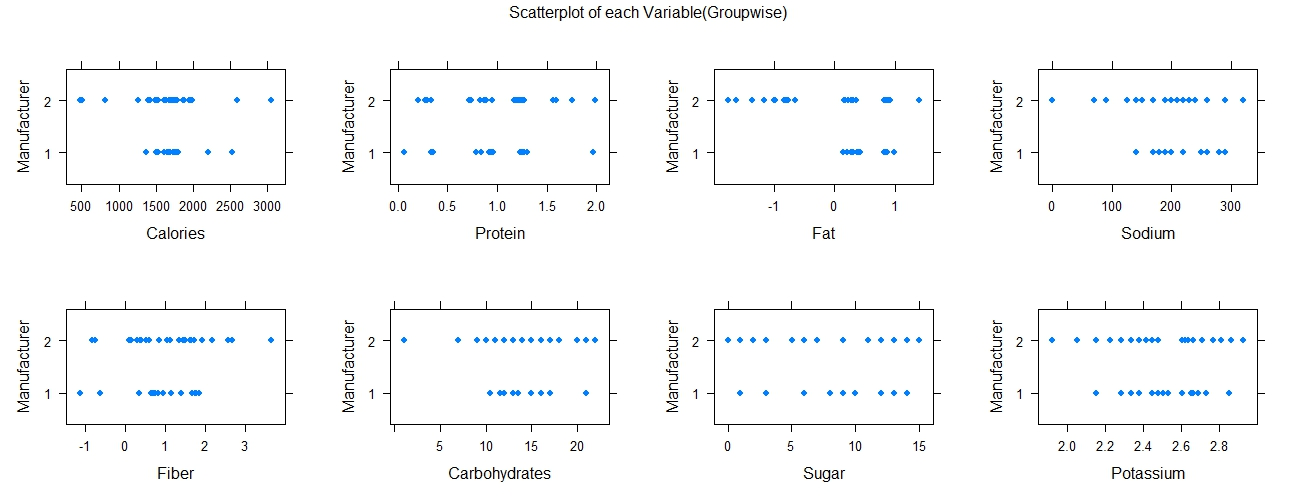 Scatterplot of each Variable(Groupwise)
Manufacturer
2
1
500 1000 1500 2000 2500 3000
Calories
Manufacturer
2
1
0.0 0.5 1.0 1.5 2.0
Protein
Manufacturer
2
1
-1 0 1
Fat
Manufacturer
2
1
0 100 200 300
Sodium
Manufacturer
2
1
-1 0 1 2 3
Fiber
Manufacturer
2
1
5 10 15 20
Carbohydrates
Manufacturer
2
1
0 5 10 15
Sugar
Manufacturer
2
1
2.0 2.2 2.4 2.6 2.8
Potassium